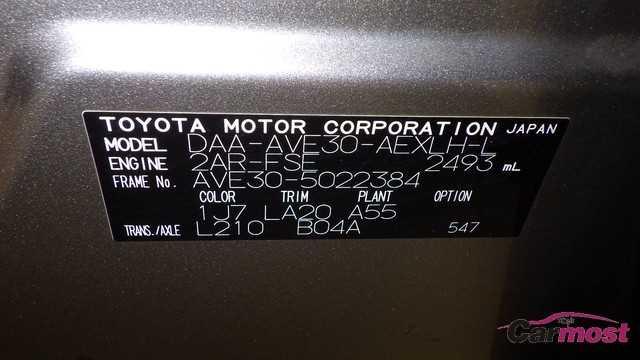 TOYOTA MOTOR CORPORATION JAPAN
MODEL DAA-AVE30-AEXLH-L
ENGINE 2AR-FSE 2493 mL
FRAME No. AVE30-5022384
COLOR TRIM PLANT OPTION
1J7 LA20 A55
TRANS./AXLE L210 B04A 547
Carmost